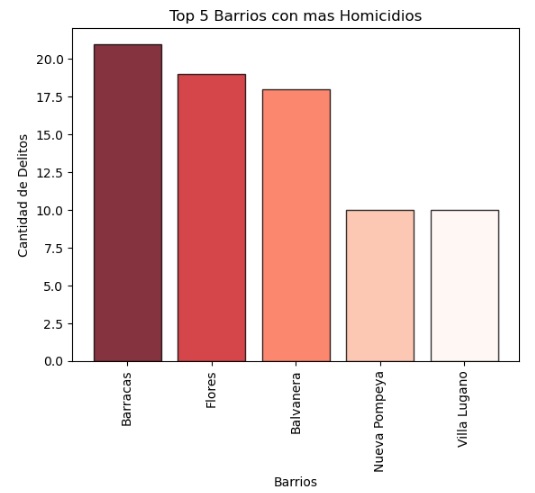 Top 5 Barrios con mas Homicidios
Cantidad de Delitos
20.0
17.5
15.0
12.5
10.0
7.5
5.0
2.5
0.0
Barracas
Flores
Balvanera
Nueva Pompeya
Villa Lugano
Barrios